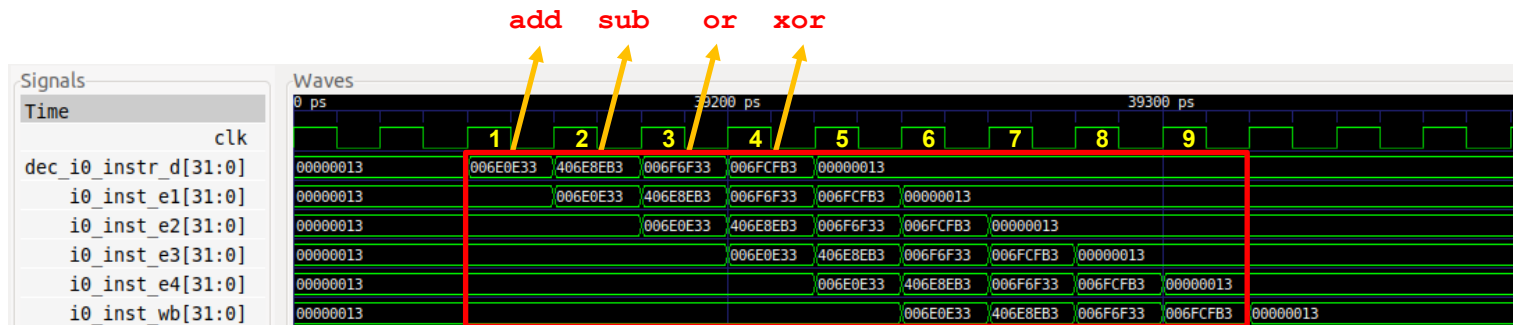 add sub or xor
Signals Waves
Time 0 ps 39200 ps 39300 ps
clk 1 2 3 4 5 6 7 8 9
dec_i0_instr_d[31:0] 00000013 006E0E33 406E8EB3 006F6F33 006FCFB3 00000013
i0_inst_e1[31:0] 00000013 006E0E33 406E8EB3 006F6F33 006FCFB3 00000013
i0_inst_e2[31:0] 00000013 006E0E33 406E8EB3 006F6F33 006FCFB3 00000013
i0_inst_e3[31:0] 00000013 006E0E33 406E8EB3 006F6F33 006FCFB3 00000013
i0_inst_e4[31:0] 00000013 006E0E33 406E8EB3 006F6F33 006FCFB3 00000013
i0_inst_wb[31:0] 00000013 006E0E33 406E8EB3 006F6F33 006FCFB3 00000013